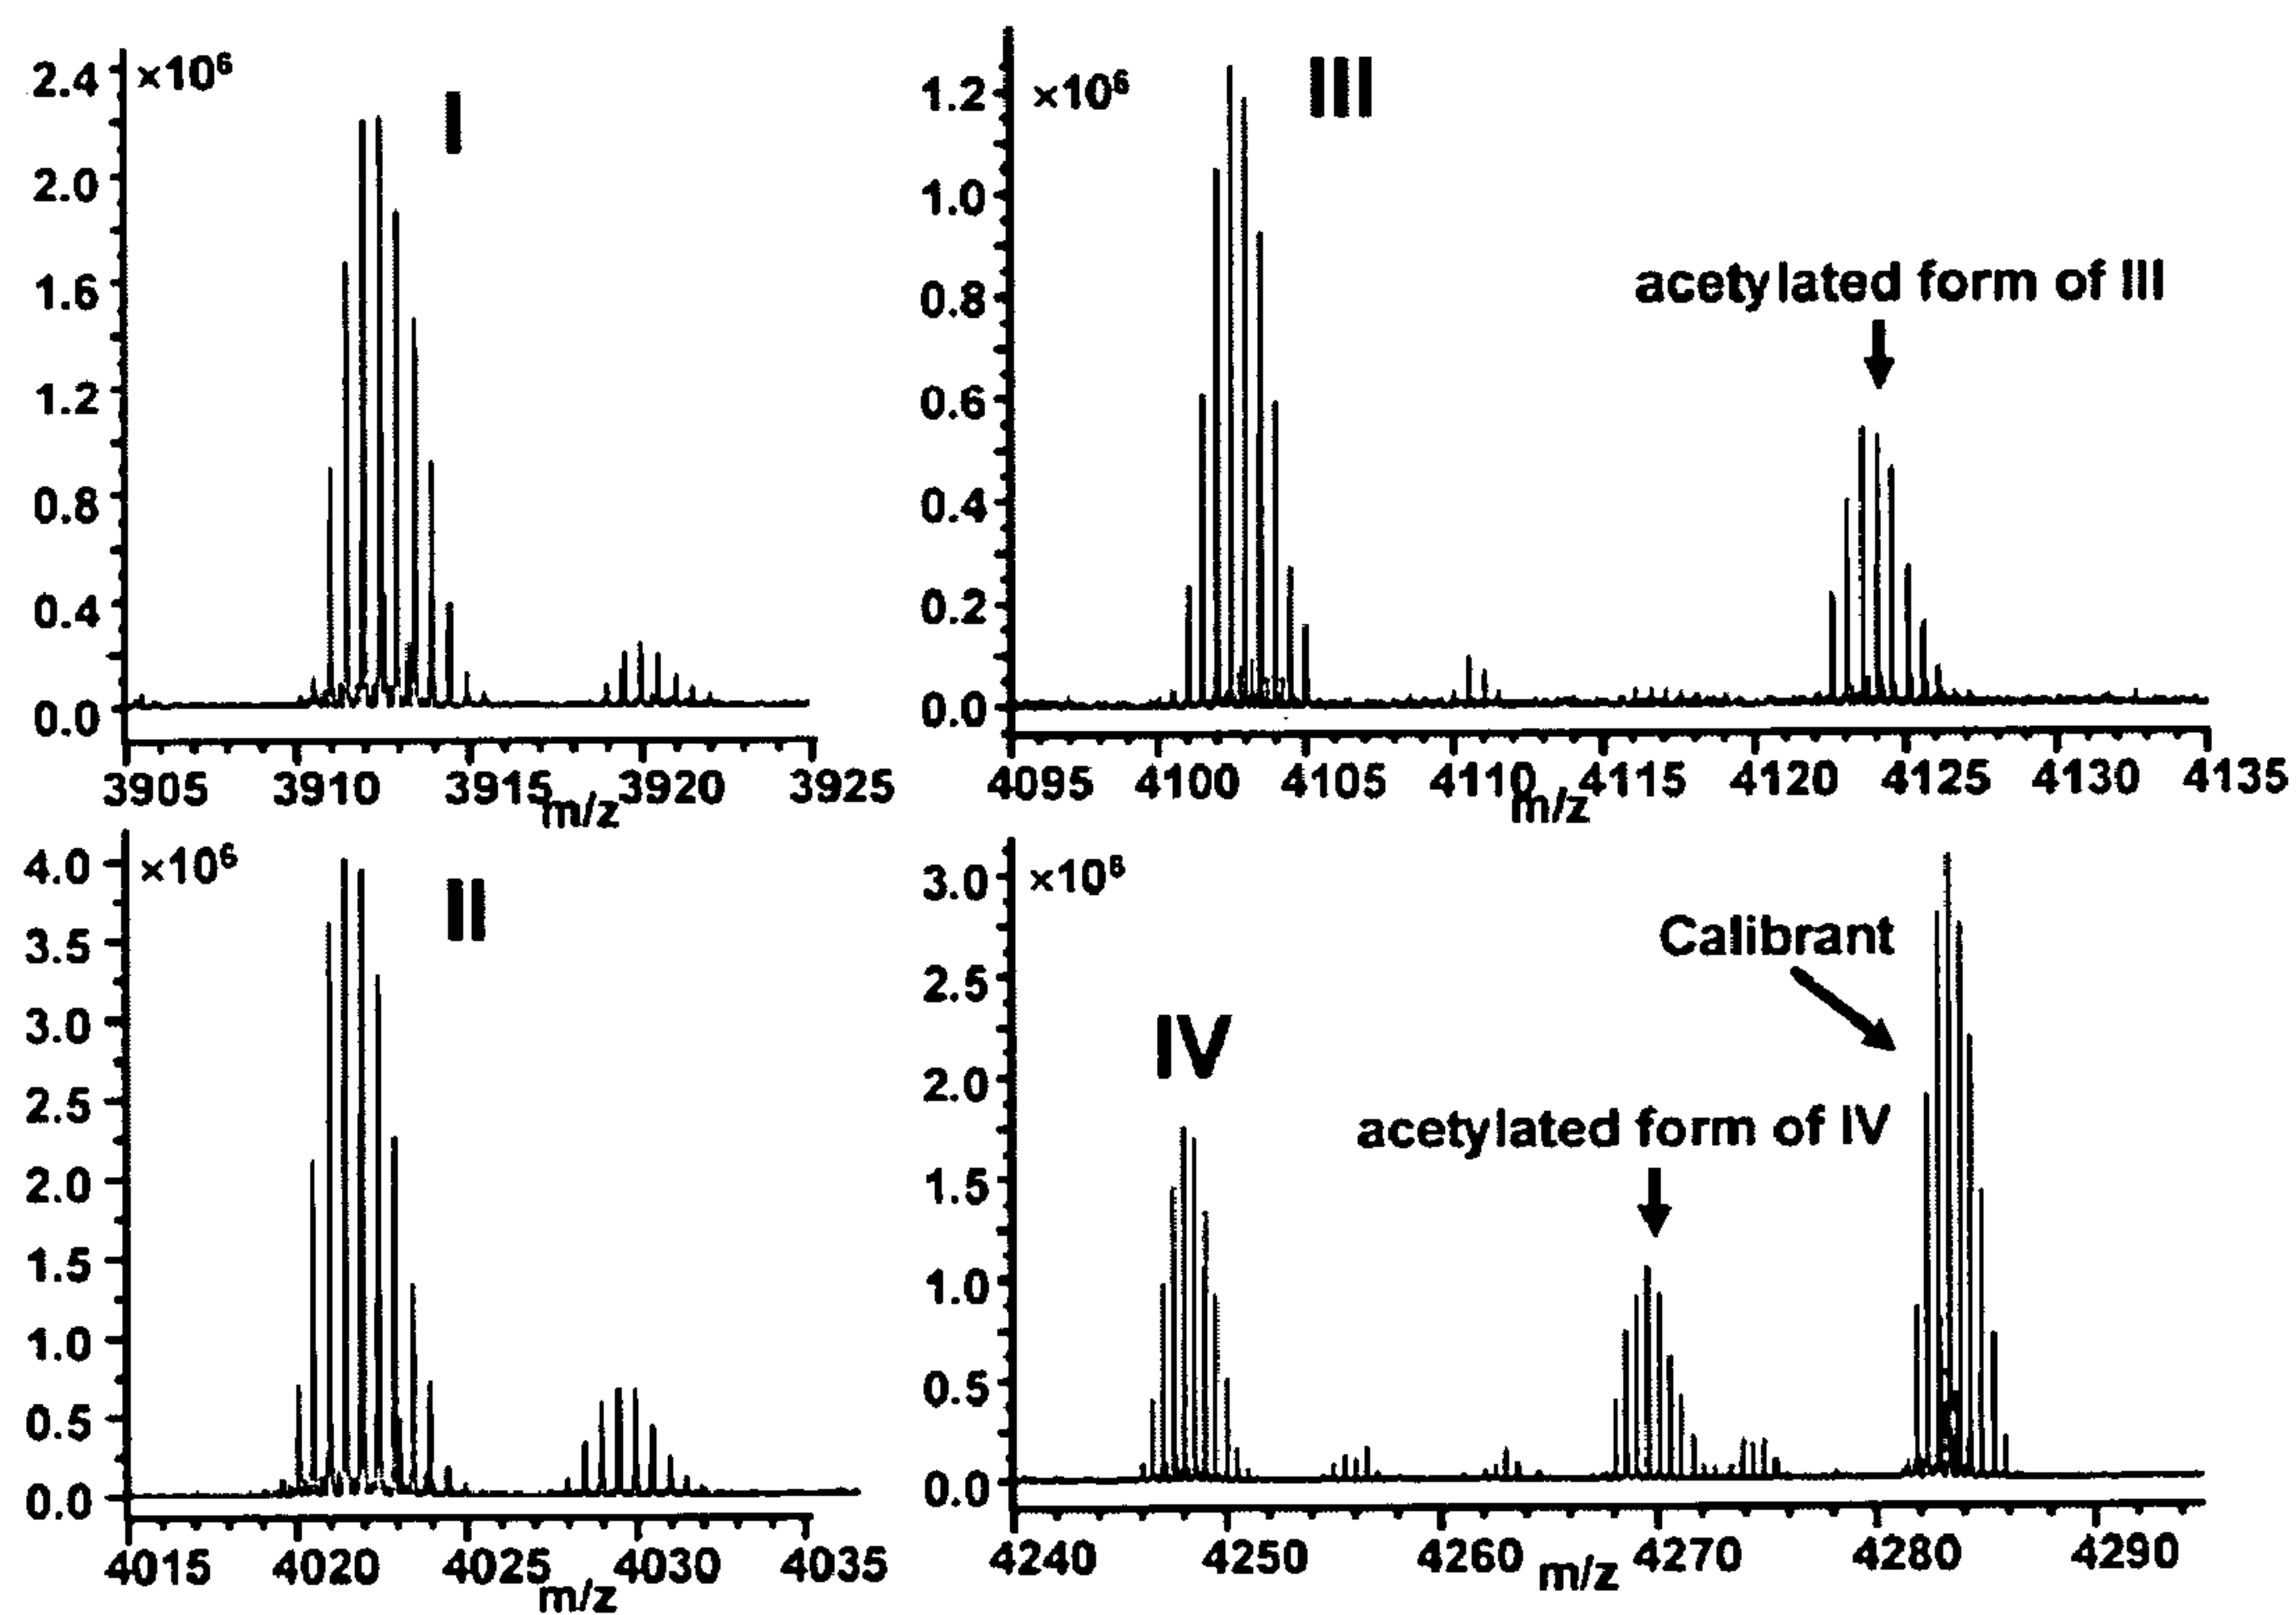 ×10⁶
I
2.4
2.0
1.6
1.2
0.8
0.4
0.0
3905 3910 3915 3920 3925
m/z
×10⁶
III
acetylated form of III
1.2
1.0
0.8
0.6
0.4
0.2
0.0
4095 4100 4105 4110 4115 4120 4125 4130 4135
m/z
×10⁶
II
4.0
3.5
3.0
2.5
2.0
1.5
1.0
0.5
0.0
4015 4020 4025 4030 4035
m/z
×10⁶
Calibrant
IV
acetylated form of IV
3.0
2.5
2.0
1.5
1.0
0.5
0.0
4240 4250 4260 4270 4280 4290
m/z